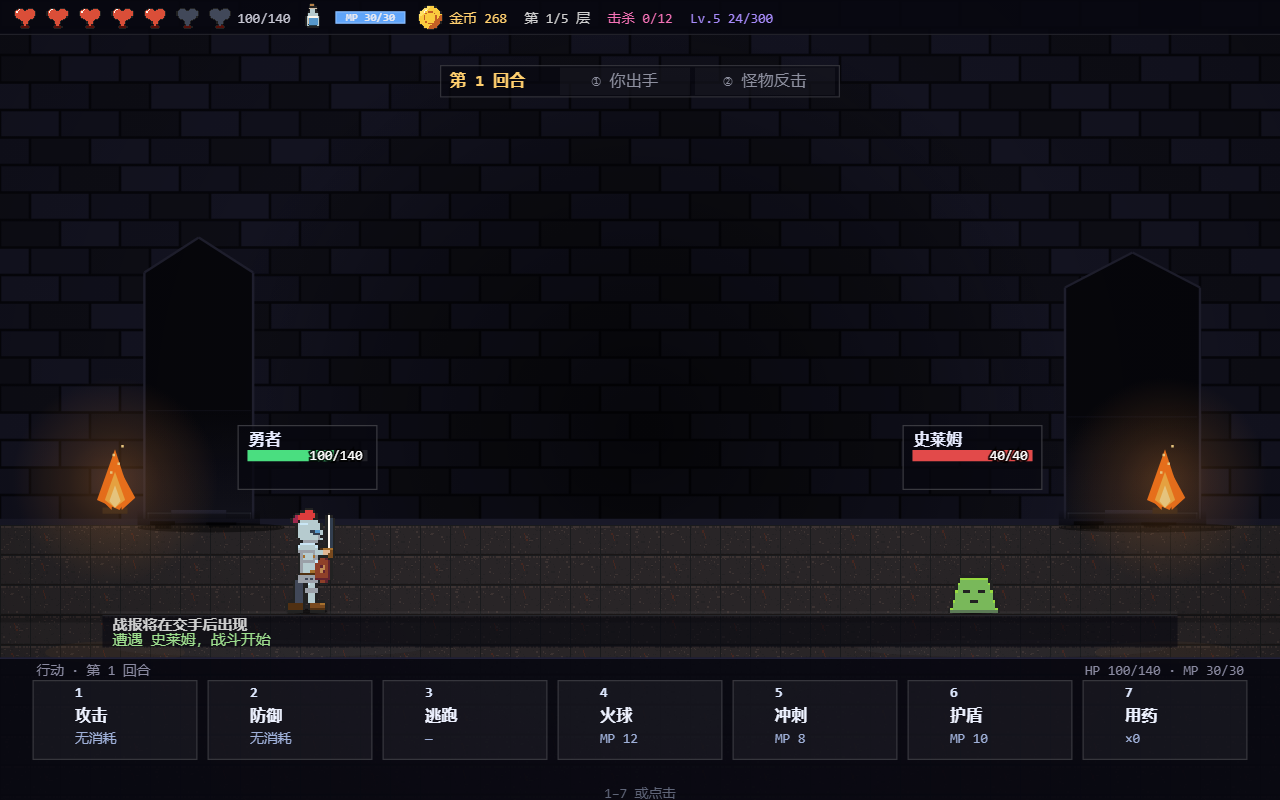 100/140 MP 30/30 金币 268 第 1/5 层 击杀 0/12 Lv.5 24/300
第 1 回合 ① 你出手 ② 怪物反击
勇者
100/140
史莱姆
40/40
战报将在交手后出现
遭遇 史莱姆, 战斗开始
行动 · 第 1 回合 HP 100/140 · MP 30/30
1 2 3 4 5 6 7
攻击 防御 逃跑 火球 冲刺 护盾 用药
无消耗 无消耗 — MP 12 MP 8 MP 10 ×0
1-7 或点击